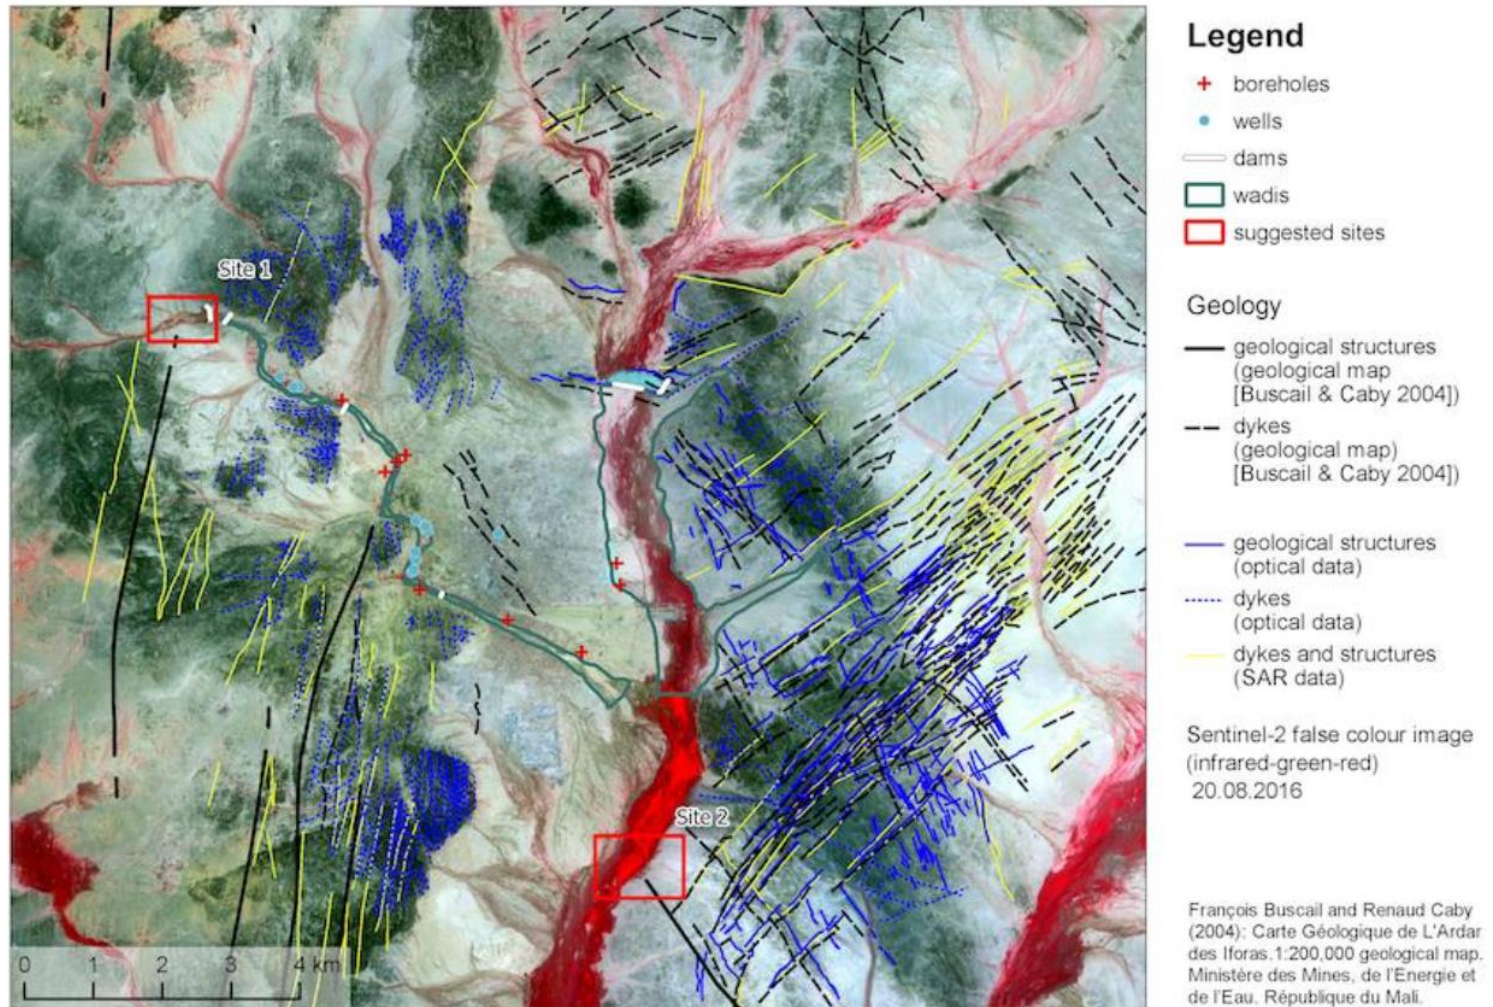 Legend
boreholes
wells
dams
wadis
suggested sites
Geology
geological structures
(geological map
[Buscail & Caby 2004])
dykes
(geological map)
[Buscail & Caby 2004])
geological structures
(optical data)
dykes
(optical data)
dykes and structures
(SAR data)
Sentinel-2 false colour image
(infrared-green-red)
20.08.2016
François Buscail and Renaud Caby
(2004): Carte Géologique de L'Ardar
des Iforas.1:200,000 geological map.
Ministère des Mines, de l'Energie et
de l'Eau. République du Mali.
Site 1
Site 2
0 1 2 3 4 km